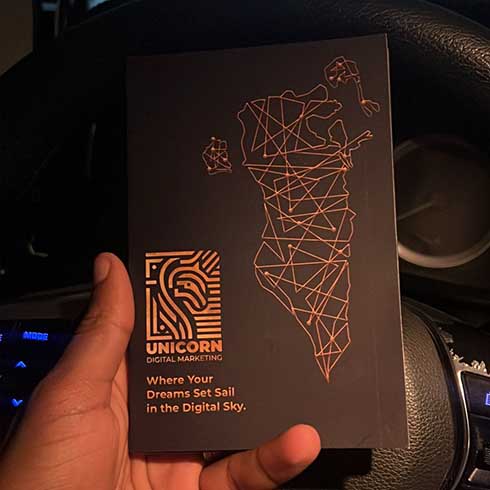 UNICORN
DIGITAL MARKETING
Where Your
Dreams Set Sail
in the Digital Sky.
MODE